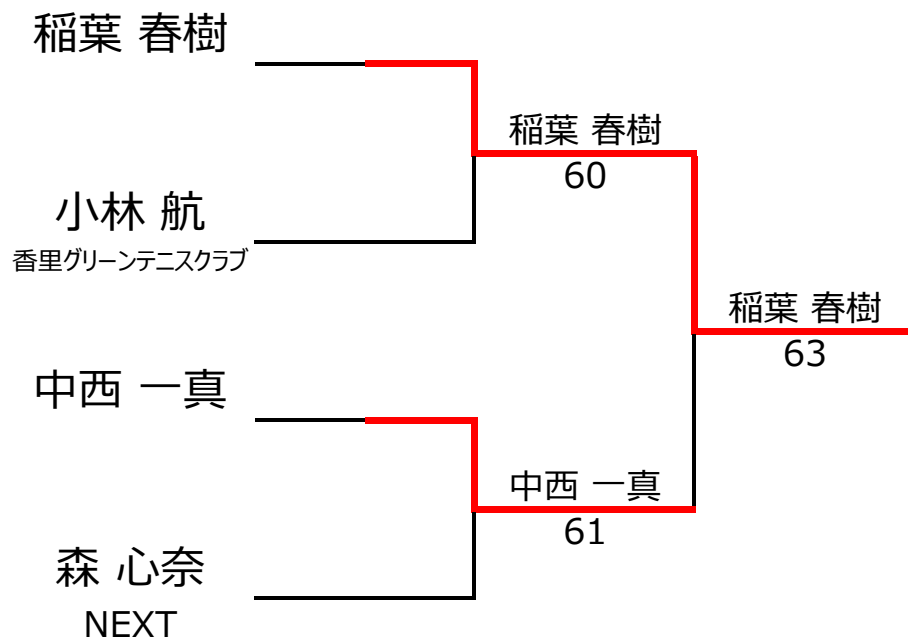 稲葉 春樹
小林 航
香里グリーンテニスクラブ
中西 一真
森 心奈
NEXT
稲葉 春樹
60
中西 一真
61
稲葉 春樹
63